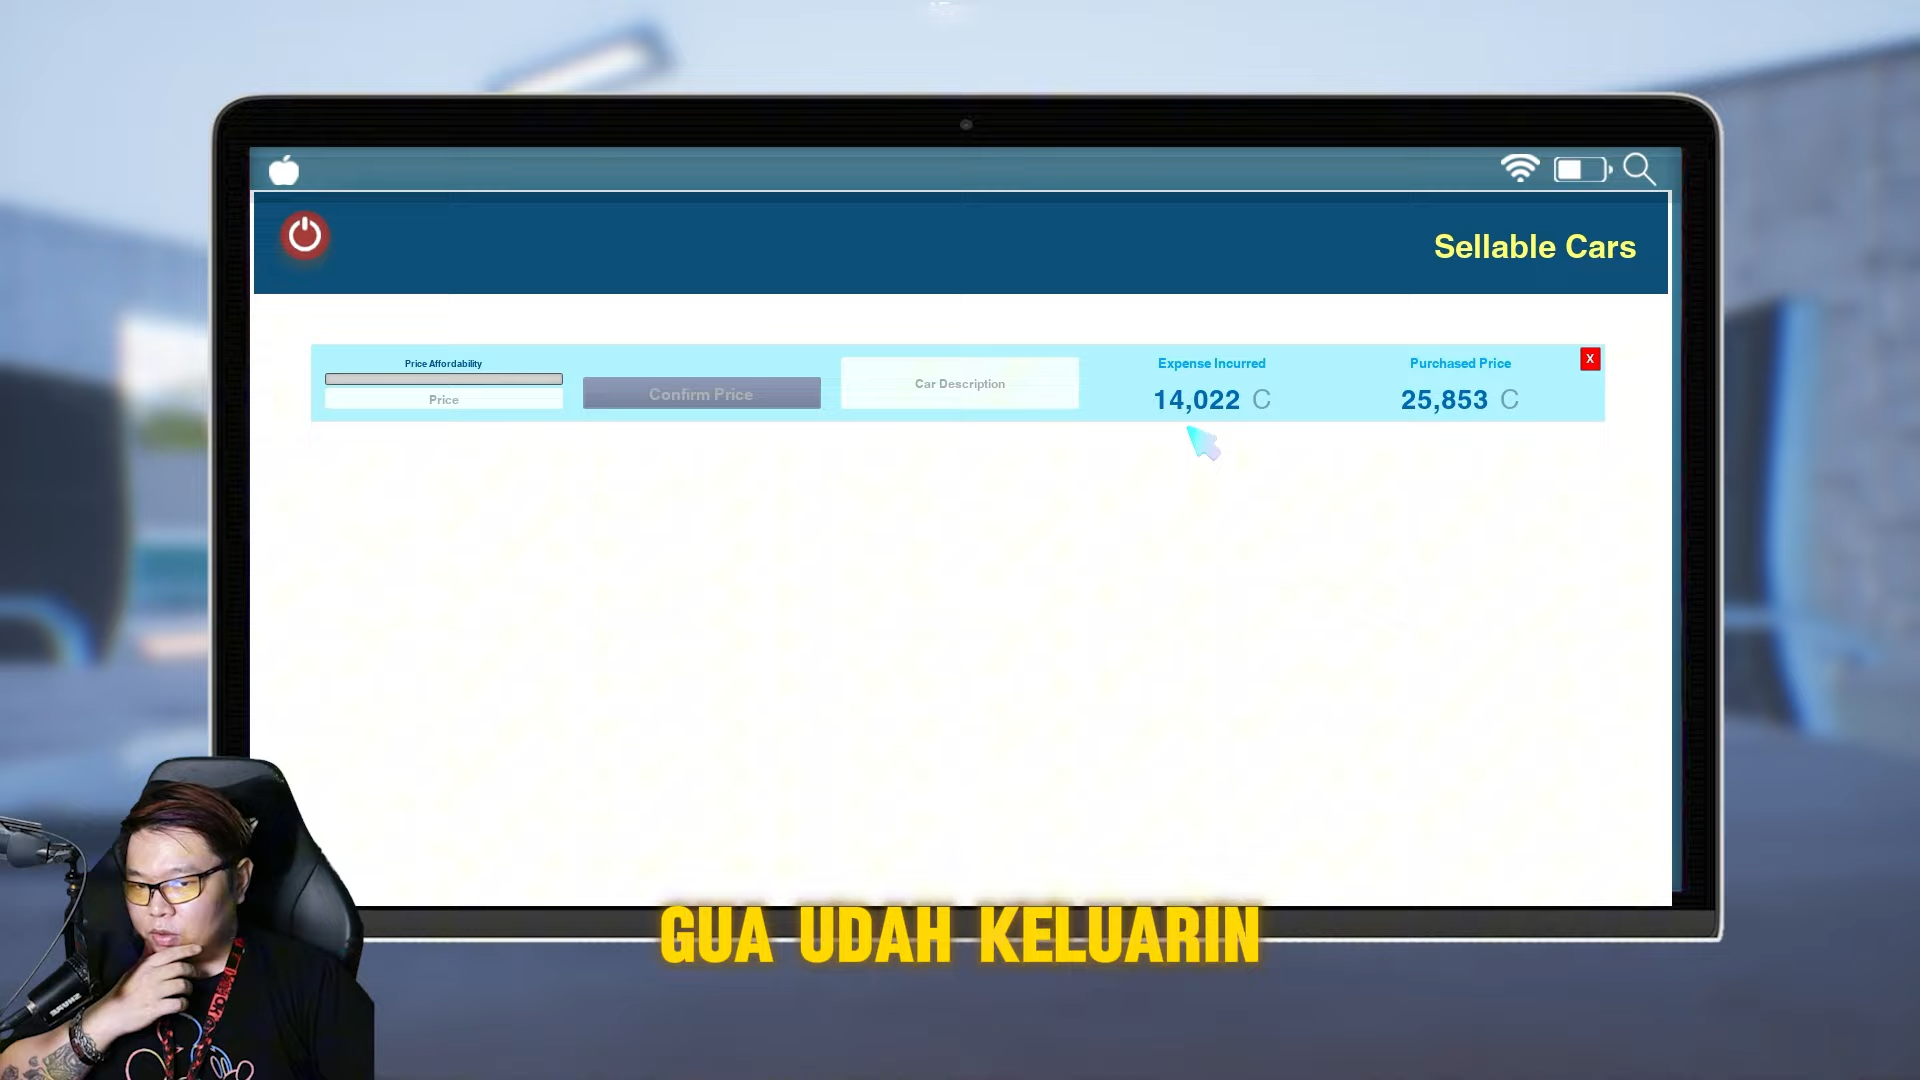 Sellable Cars
Price Affordability
Price
Confirm Price
Car Description
Expense Incurred
14,022 C
Purchased Price
25,853 C
X
GUA UDAH KELUARIN